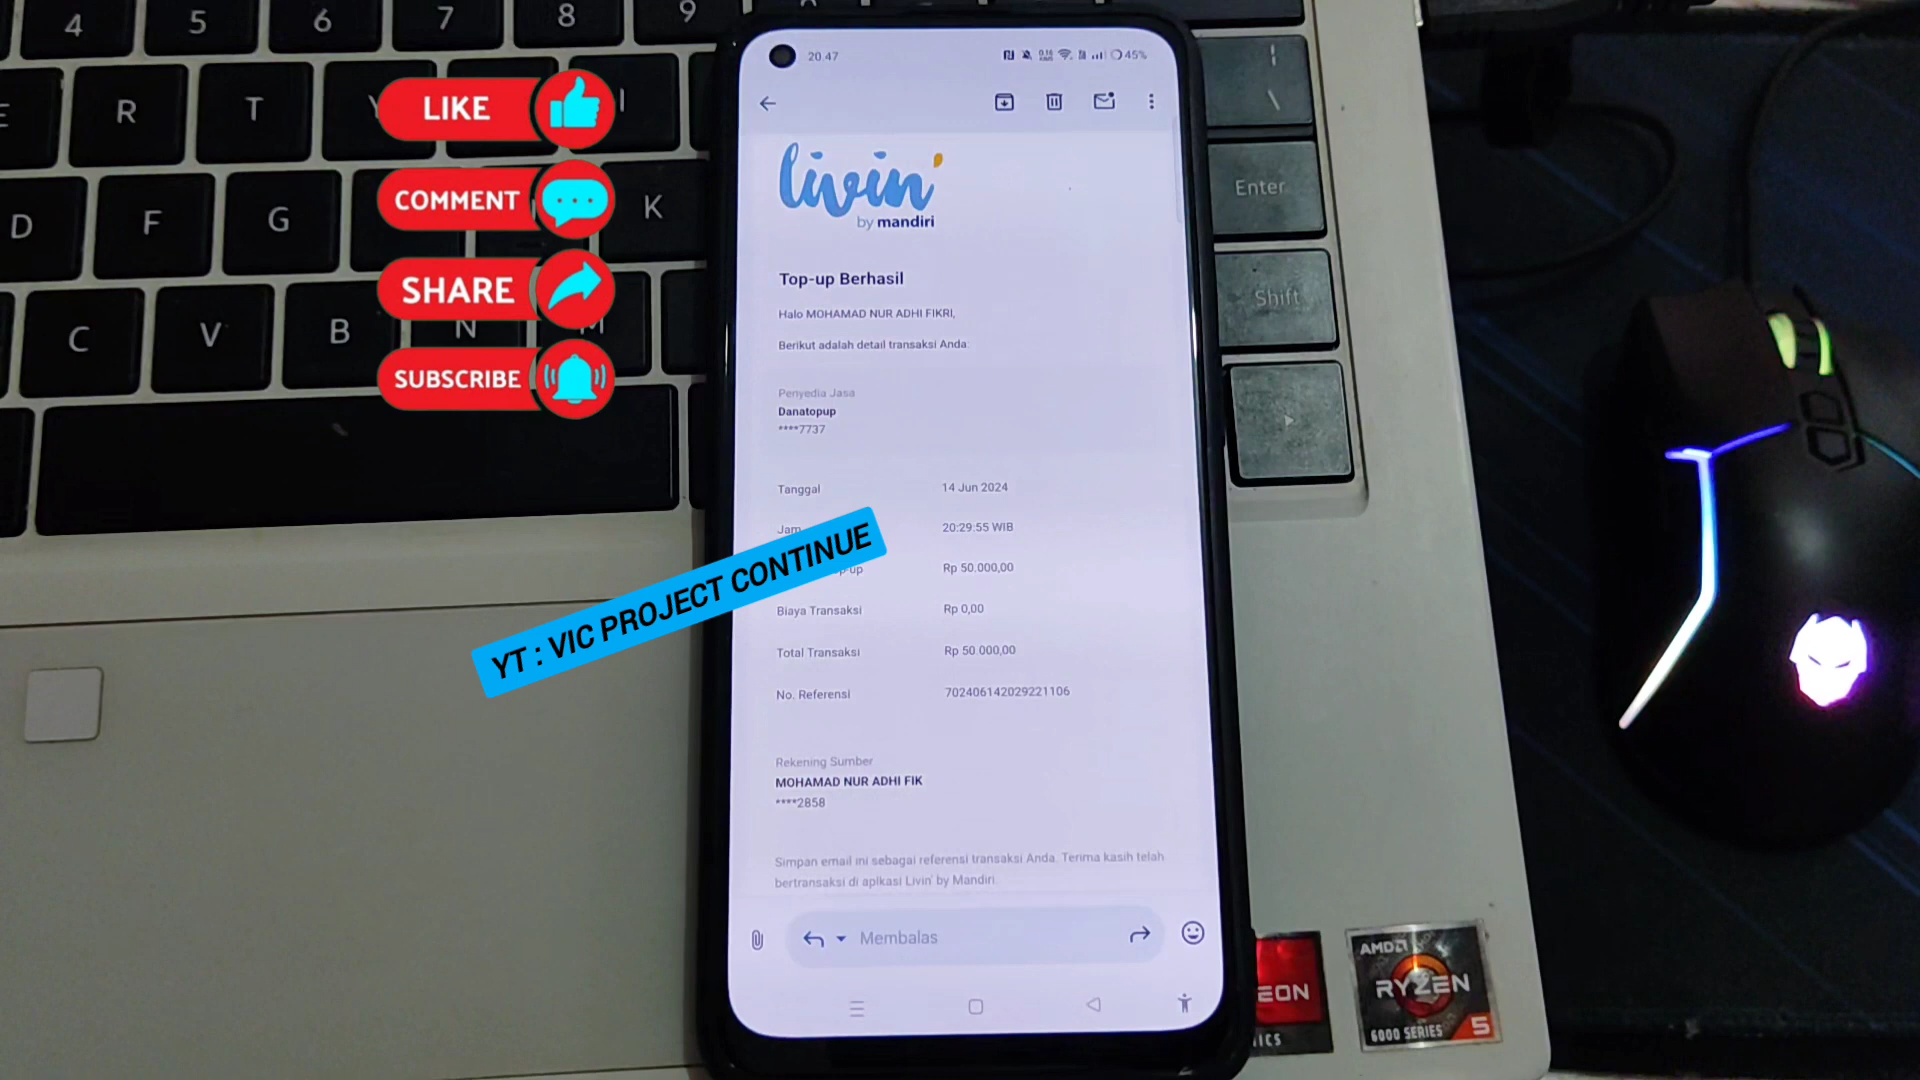 4 5 6 7 8 9
R T
D F G K
C V B N M
Enter
Shift
LIKE
COMMENT
SHARE
SUBSCRIBE
20.47
45%
livin'
by mandiri
Top-up Berhasil
Halo MOHAMAD NUR ADHI FIKRI,
Berikut adalah detail transaksi Anda:
Penyedia Jasa
Danatopup
****7737
Tanggal 14 Jun 2024
Jam 20:29:55 WIB
Rp 50.000,00
Biaya Transaksi Rp 0,00
Total Transaksi Rp 50.000,00
No. Referensi 702406142029221106
Rekening Sumber
MOHAMAD NUR ADHI FIK
****2858
Simpan email ini sebagai referensi transaksi Anda. Terima kasih telah
bertransaksi di aplikasi Livin' by Mandiri.
Membalas
YT : VIC PROJECT CONTINUE
AMD
RYZEN
6000 SERIES 5